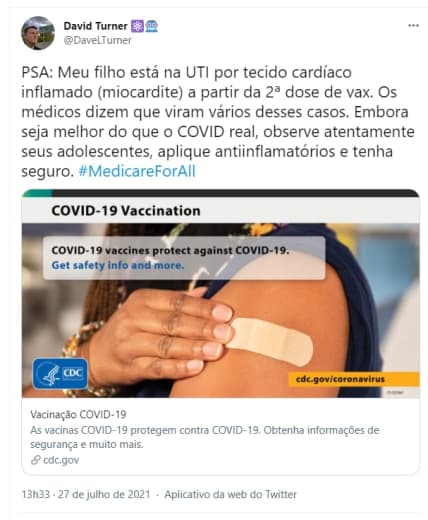 David Turner
@DaveLTurner
PSA: Meu filho está na UTI por tecido cardíaco
inflamado (miocardite) a partir da 2ª dose de vax. Os
médicos dizem que viram vários desses casos. Embora
seja melhor do que o COVID real, observe atentamente
seus adolescentes, aplique antiinflamatórios e tenha
seguro. #MedicareForAll
COVID-19 Vaccination
COVID-19 vaccines protect against COVID-19.
Get safety info and more.
CDC
cdc.gov/coronavirus
Vacinação COVID-19
As vacinas COVID-19 protegem contra COVID-19. Obtenha informações de
segurança e muito mais.
cdc.gov
13h33 · 27 de julho de 2021 · Aplicativo da web do Twitter